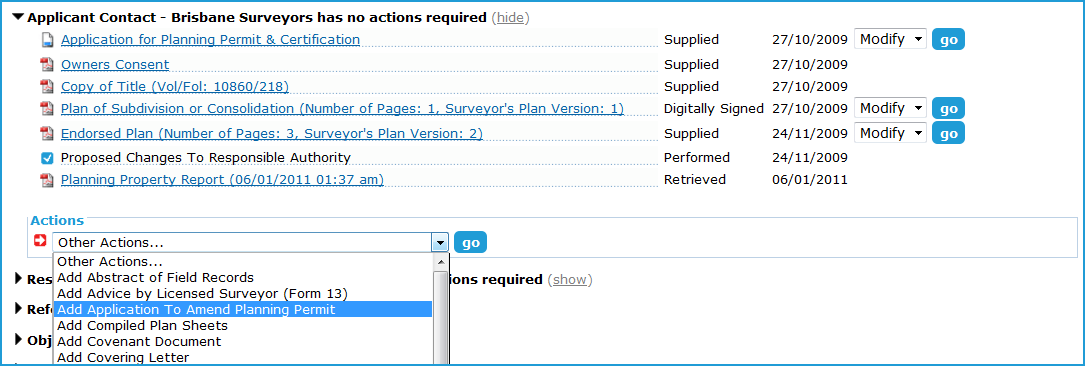 Applicant Contact - Brisbane Surveyors has no actions required (hide)
Application for Planning Permit & Certification Supplied 27/10/2009 Modify go
Owners Consent Supplied 27/10/2009
Copy of Title (Vol/Fol: 10860/218) Supplied 27/10/2009
Plan of Subdivision or Consolidation (Number of Pages: 1, Surveyor's Plan Version: 1) Digitally Signed 27/10/2009 Modify go
Endorsed Plan (Number of Pages: 3, Surveyor's Plan Version: 2) Supplied 24/11/2009 Modify go
Proposed Changes To Responsible Authority Performed 24/11/2009
Planning Property Report (06/01/2011 01:37 am) Retrieved 06/01/2011
Actions
Other Actions... go
Other Actions...
Add Abstract of Field Records
required (show)
Add Advice by Licensed Surveyor (Form 13)
Add Application To Amend Planning Permit
Add Compiled Plan Sheets
Add Covenant Document
Add Covering Letter